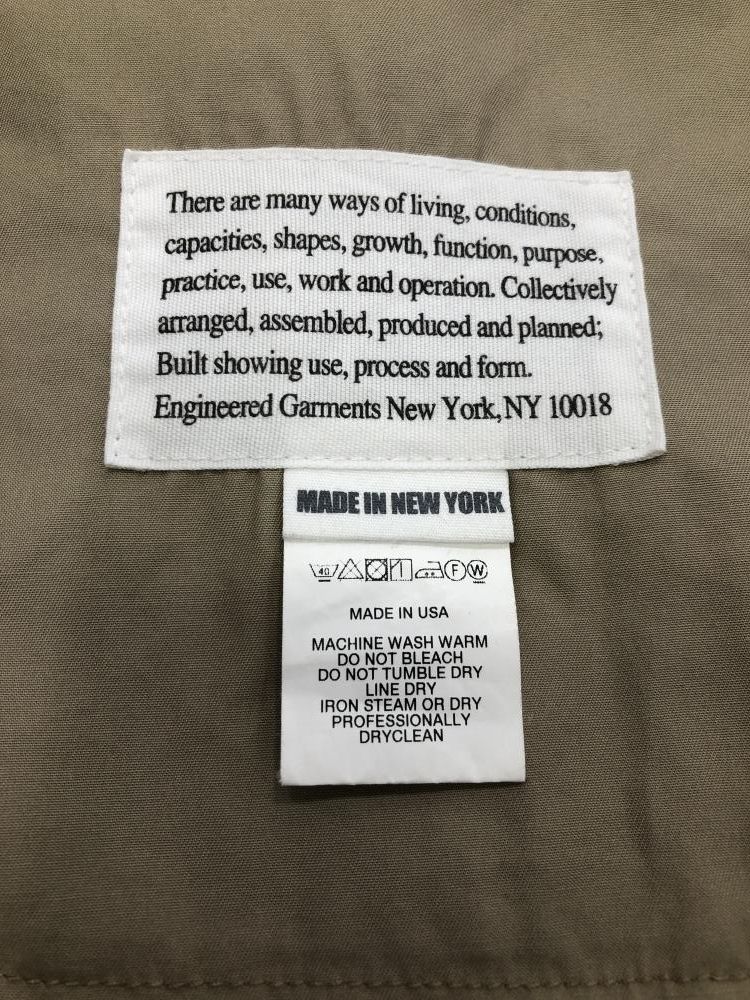 There are many ways of living, conditions,
capacities, shapes, growth, function, purpose,
practice, use, work and operation. Collectively
arranged, assembled, produced and planned;
Built showing use, process and form.
Engineered Garments New York, NY 10018
MADE IN NEW YORK
40 F W
MADE IN USA
MACHINE WASH WARM
DO NOT BLEACH
DO NOT TUMBLE DRY
LINE DRY
IRON STEAM OR DRY
PROFESSIONALLY
DRYCLEAN